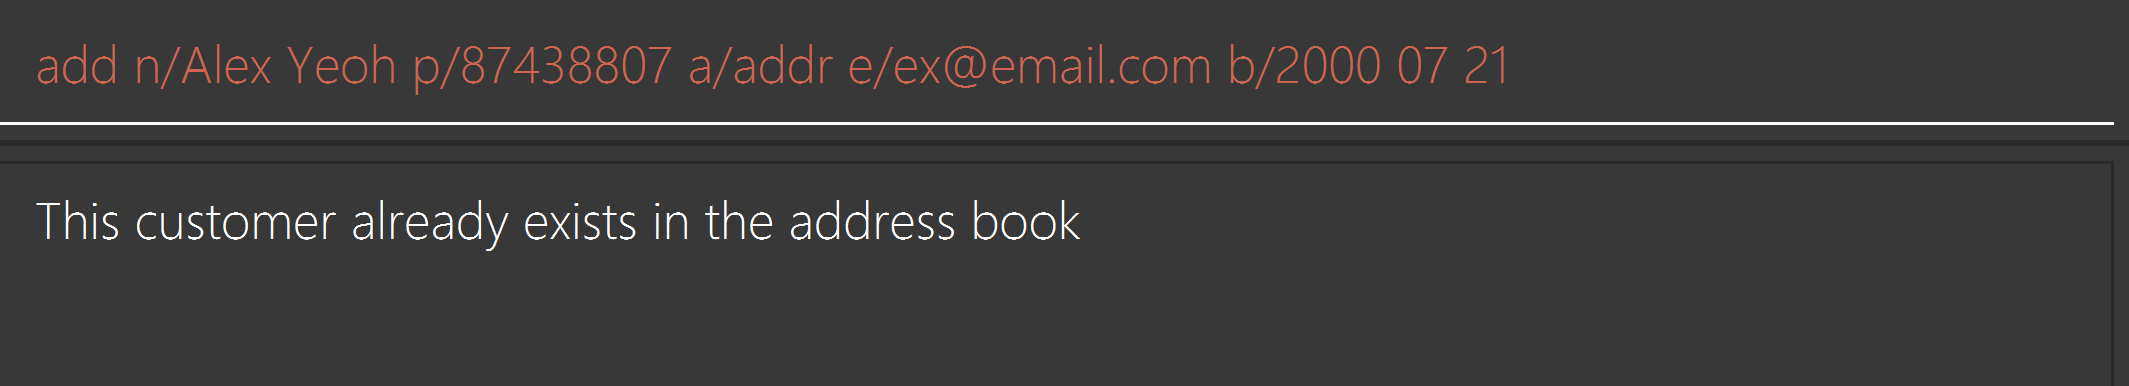 add n/Alex Yeoh p/87438807 a/addr e/ex@email.com b/2000 07 21
This customer already exists in the address book